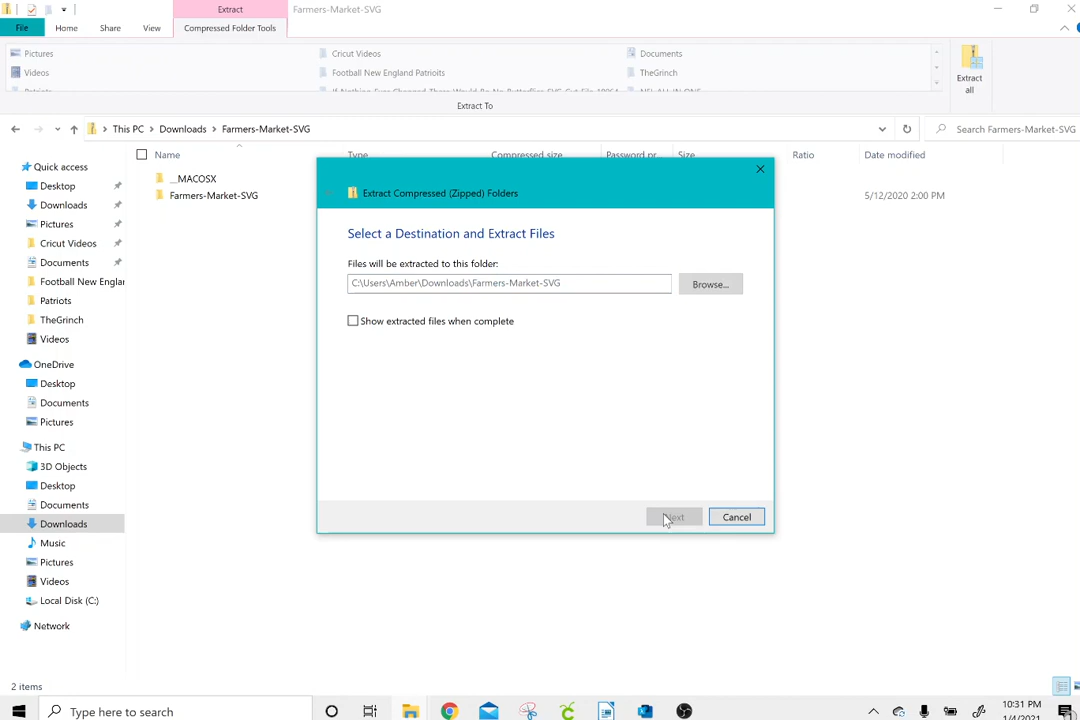 Extract
Farmers-Market-SVG
File
Home
Share
View
Compressed Folder Tools
Pictures
Cricut Videos
Documents
Videos
Football New England Patrioits
TheGrinch
Extract
all
Extract To
This PC
Downloads
Farmers-Market-SVG
Search Farmers-Market-SVG
Name
Type
Compressed size
Password pr...
Size
Ratio
Date modified
__MACOSX
Farmers-Market-SVG
5/12/2020 2:00 PM
Quick access
Desktop
Downloads
Pictures
Cricut Videos
Documents
Football New Englar
Patriots
TheGrinch
Videos
OneDrive
Desktop
Documents
Pictures
This PC
3D Objects
Desktop
Documents
Downloads
Music
Pictures
Videos
Local Disk (C:)
Network
Extract Compressed (Zipped) Folders
Select a Destination and Extract Files
Files will be extracted to this folder:
C:\Users\Amber\Downloads\Farmers-Market-SVG
Browse...
Show extracted files when complete
Next
Cancel
2 items
Type here to search
10:31 PM
1/4/2021